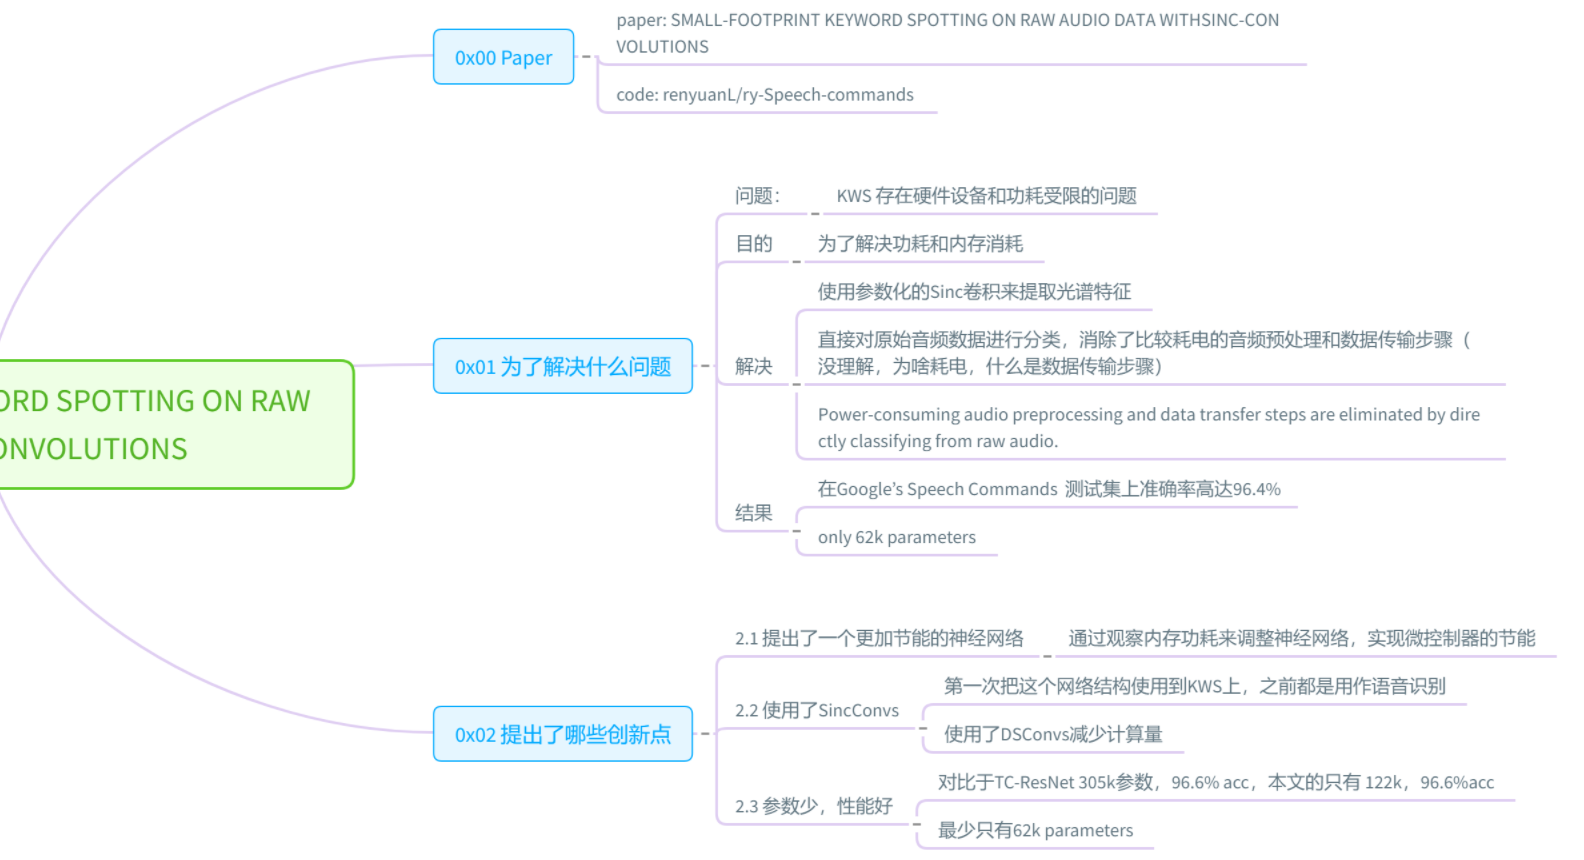 0x00 Paper
paper: SMALL-FOOTPRINT KEYWORD SPOTTING ON RAW AUDIO DATA WITHSINC-CON
VOLUTIONS
code: renyuanL/ry-Speech-commands
ORD SPOTTING ON RAW
ONVOLUTIONS
0x01 为了解决什么问题
问题：
KWS 存在硬件设备和功耗受限的问题
目的
为了解决功耗和内存消耗
解决
使用参数化的Sinc卷积来提取光谱特征
直接对原始音频数据进行分类，消除了比较耗电的音频预处理和数据传输步骤（
没理解，为啥耗电，什么是数据传输步骤）
Power-consuming audio preprocessing and data transfer steps are eliminated by dire
ctly classifying from raw audio.
结果
在Google’s Speech Commands 测试集上准确率高达96.4%
only 62k parameters
0x02 提出了哪些创新点
2.1 提出了一个更加节能的神经网络
通过观察内存功耗来调整神经网络，实现微控制器的节能
2.2 使用了SincConvs
第一次把这个网络结构使用到KWS上，之前都是用作语音识别
使用了DSConvs减少计算量
2.3 参数少，性能好
对比于TC-ResNet 305k参数，96.6% acc，本文的只有 122k，96.6%acc
最少只有62k parameters